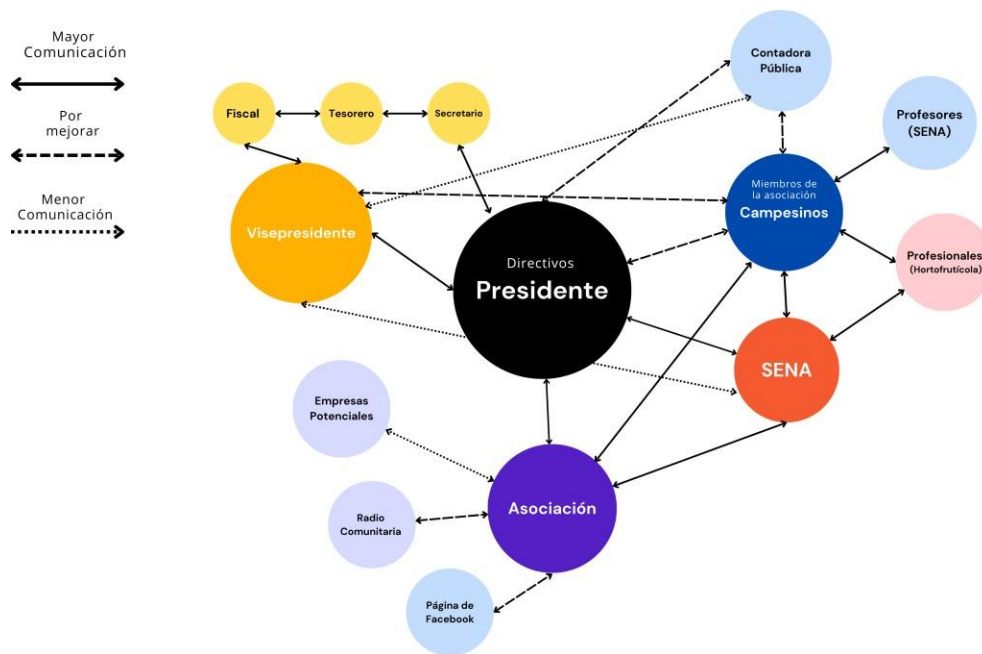 Mayor
Comunicación
Por
mejorar
Menor
Comunicación
Contadora
Pública
Fiscal
Tesorero
Secretario
Profesores
(SENA)
Miembros de
la asociación
Campesinos
Visepresidente
Directivos
Presidente
Profesionales
(Hortofrutícola)
SENA
Empresas
Potenciales
Asociación
Radio
Comunitaria
Página de
Facebook